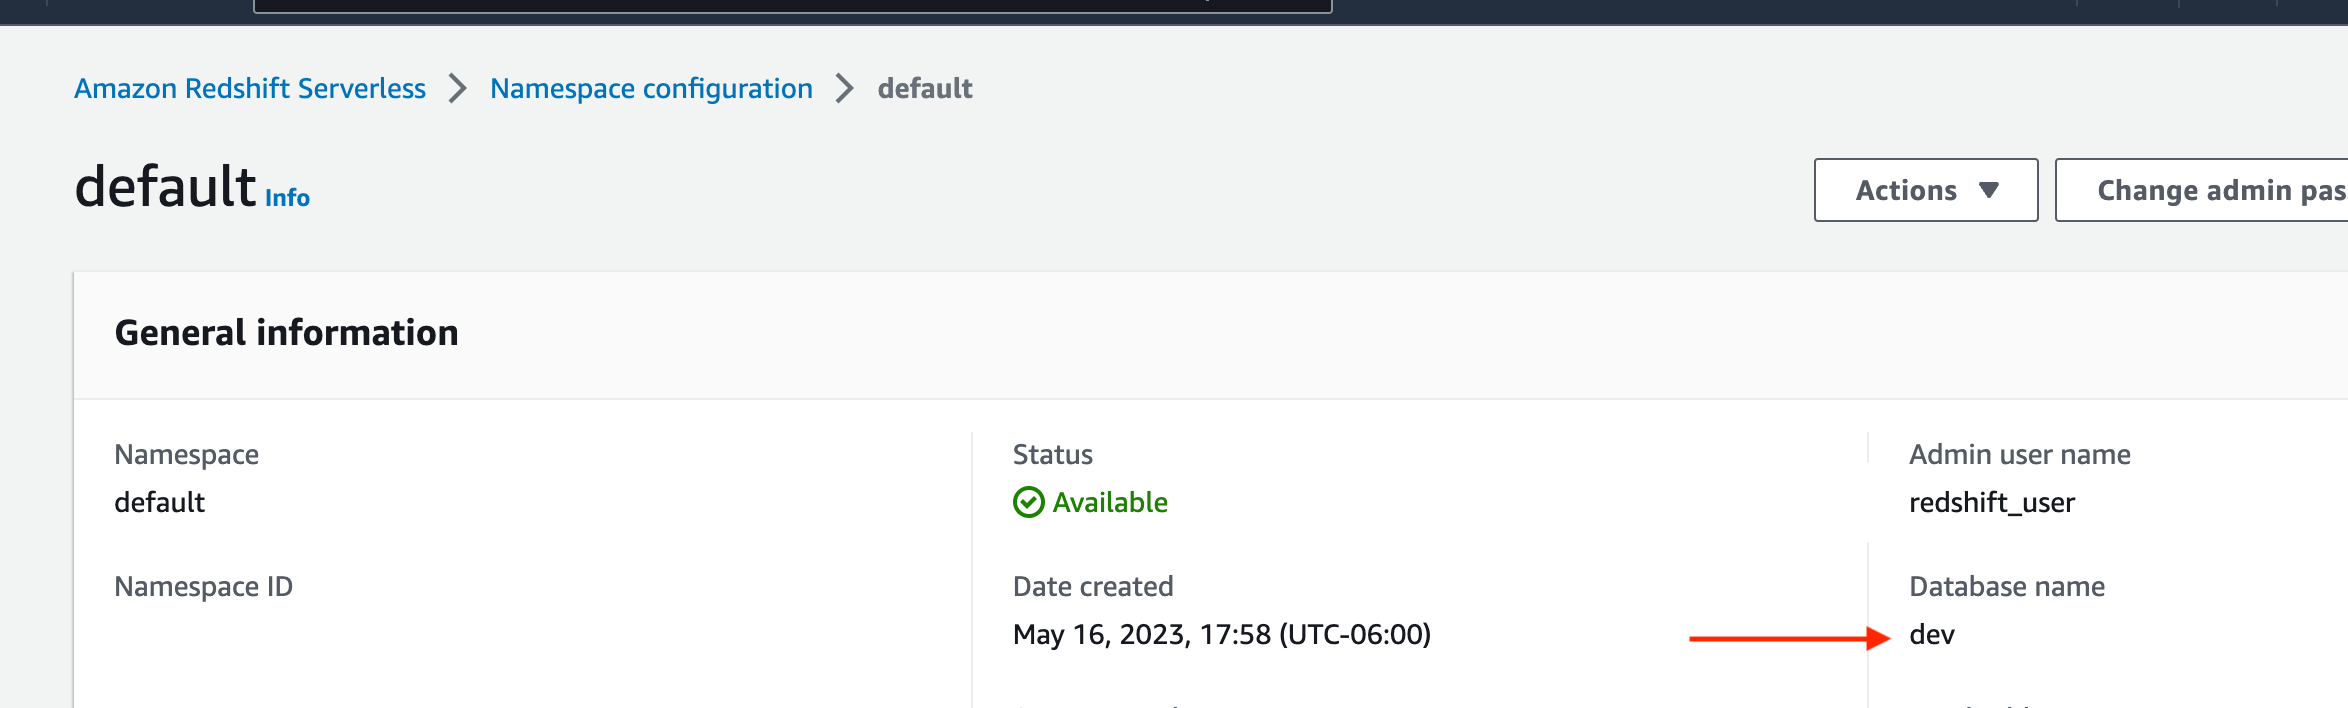 Amazon Redshift Serverless > Namespace configuration > default
default Info
Actions ▼
Change admin pas
General information
Namespace
default
Status
Available
Admin user name
redshift_user
Namespace ID
Date created
May 16, 2023, 17:58 (UTC-06:00)
Database name
dev